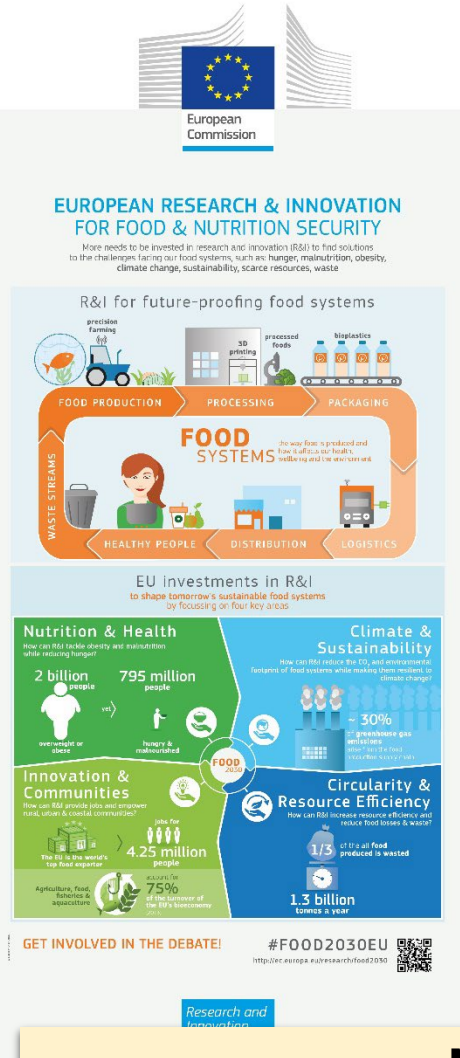 European
Commission
EUROPEAN RESEARCH & INNOVATION
FOR FOOD & NUTRITION SECURITY
More needs to be invested in research and innovation (R&I) to find solutions
to the challenges facing our food systems, such as: hunger, malnutrition, obesity,
climate change, sustainability, scarce resources, waste
R&I for future-proofing food systems
precision
farming
3D
printing
processed
foods
bioplastics
FOOD PRODUCTION
PROCESSING
PACKAGING
FOOD
SYSTEMS
the way food is produced and
how it affects our health,
wellbeing and the environment
WASTE STREAMS
HEALTHY PEOPLE
DISTRIBUTION
LOGISTICS
EU investments in R&I
to shape tomorrow's sustainable food systems
by focussing on four key areas
Nutrition & Health
How can R&I tackle obesity and malnutrition
while reducing hunger?
2 billion
people
yet
795 million
people
overweight or
obese
hungry &
malnourished
Climate &
Sustainability
How can R&I reduce the CO₂ and environmental
footprint of food systems while making them resilient to
climate change?
~ 30%
of greenhouse gas
emissions
FOOD
2030
Innovation &
Communities
How can R&I provide jobs and empower
rural, urban & coastal communities?
The EU is the world's
top food exporter
jobs for
4.25 million
people
Agriculture, food,
fisheries &
aquaculture
account for
75%
of the turnover of
the EU's bioeconomy
Circularity &
Resource Efficiency
How can R&I increase resource efficiency and
reduce food losses & waste?
1/3
of the all food
produced is wasted
1.3 billion
tonnes a year
GET INVOLVED IN THE DEBATE!
#FOOD2030EU
http://ec.europa.eu/research/food2030
Research and
Innovation